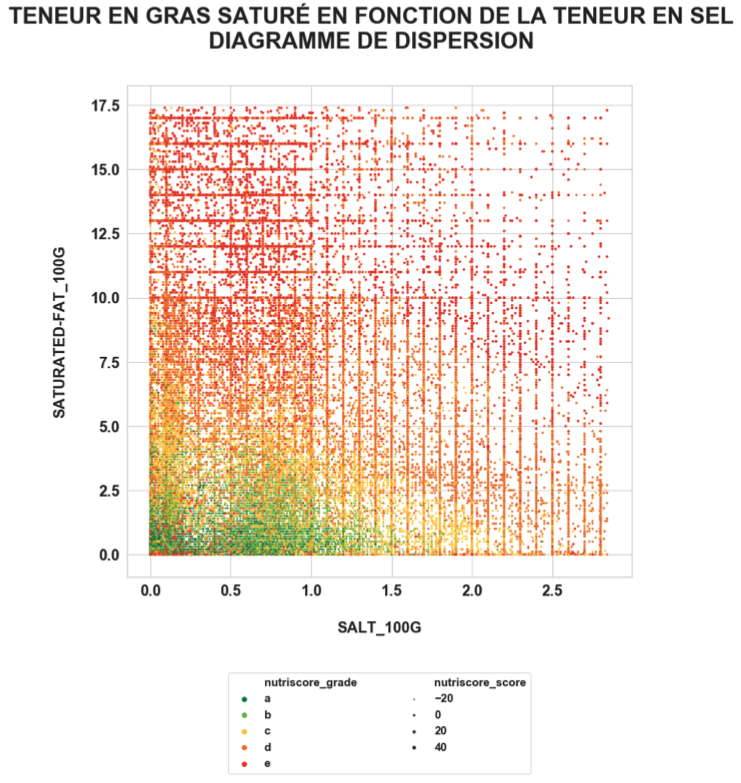 TENEUR EN GRAS SATURÉ EN FONCTION DE LA TENEUR EN SEL
DIAGRAMME DE DISPERSION
17.5
15.0
12.5
10.0
7.5
5.0
2.5
0.0
SATURATED-FAT_100G
0.0 0.5 1.0 1.5 2.0 2.5
SALT_100G
nutriscore_grade nutriscore_score
a −20
b 0
c 20
d 40
e